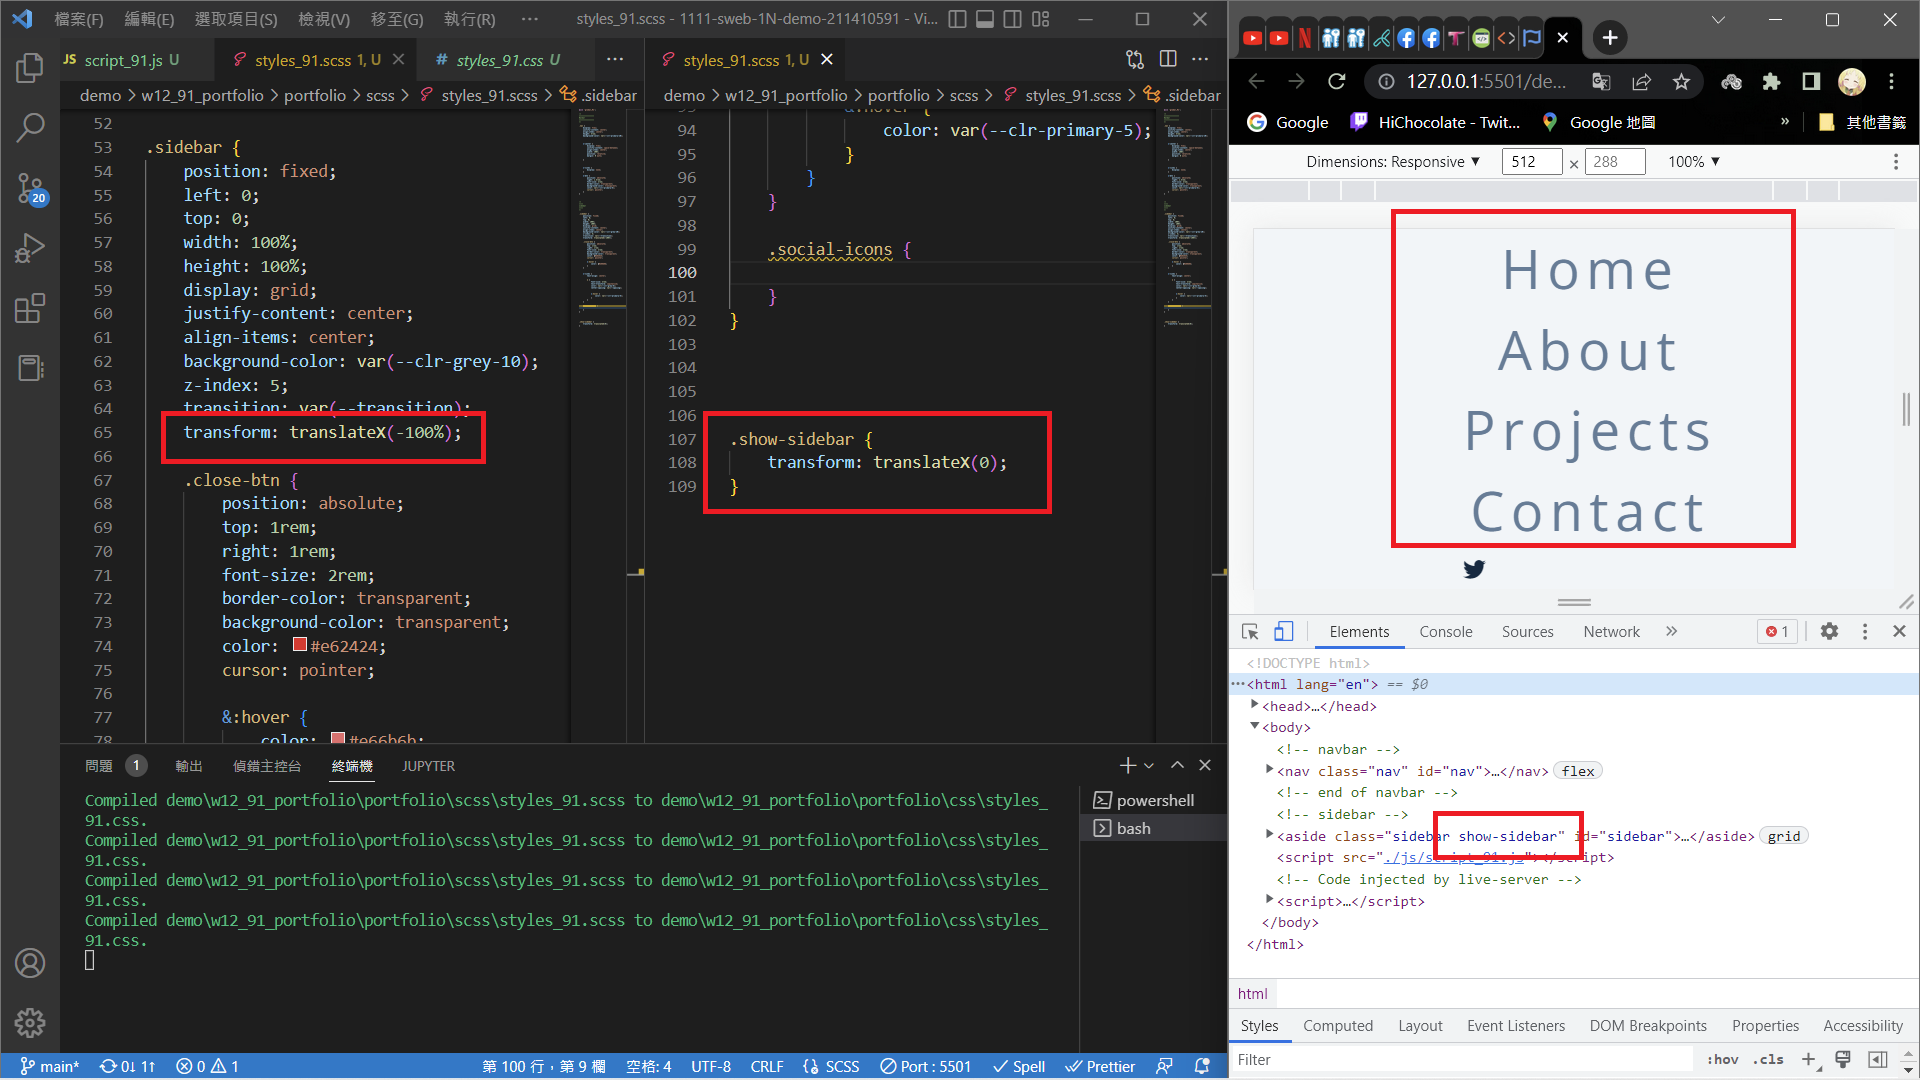 檔案(F) 編輯(E) 選取項目(S) 檢視(V) 移至(G) 執行(R) ··· styles_91.scss - 1111-sweb-1N-demo-211410591 - Vi...
JS script_91.js U
styles_91.scss 1, U
# styles_91.css U
···
demo > w12_91_portfolio > portfolio > scss > styles_91.scss > .sidebar
52
53 .sidebar {
54 position: fixed;
55 left: 0;
56 top: 0;
57 width: 100%;
58 height: 100%;
59 display: grid;
60 justify-content: center;
61 align-items: center;
62 background-color: var(--clr-grey-10);
63 z-index: 5;
64 transition: var(--transition);
65 transform: translateX(-100%);
66
67 .close-btn {
68 position: absolute;
69 top: 1rem;
70 right: 1rem;
71 font-size: 2rem;
72 border-color: transparent;
73 background-color: transparent;
74 color: #e62424;
75 cursor: pointer;
76
77 &:hover {
78 color: #e66b6b;
styles_91.scss 1, U
···
demo > w12_91_portfolio > portfolio > scss > styles_91.scss > .sidebar
93 &:hover {
94 color: var(--clr-primary-5);
95 }
96 }
97 }
98
99 .social-icons {
100
101 }
102 }
103
104
105
106
107 .show-sidebar {
108 transform: translateX(0);
109 }
問題 1 輸出 偵錯主控台 終端機 JUPYTER
Compiled demo\w12_91_portfolio\portfolio\scss\styles_91.scss to demo\w12_91_portfolio\portfolio\css\styles_
91.css.
Compiled demo\w12_91_portfolio\portfolio\scss\styles_91.scss to demo\w12_91_portfolio\portfolio\css\styles_
91.css.
Compiled demo\w12_91_portfolio\portfolio\scss\styles_91.scss to demo\w12_91_portfolio\portfolio\css\styles_
91.css.
Compiled demo\w12_91_portfolio\portfolio\scss\styles_91.scss to demo\w12_91_portfolio\portfolio\css\styles_
91.css.
powershell
bash
20
main* 0↓ 1↑ 0 1 第 100 行，第 9 欄 空格: 4 UTF-8 CRLF {} SCSS Port : 5501 Spell Prettier
127.0.0.1:5501/de...
Google HiChocolate - Twit... Google 地圖 » 其他書籤
Dimensions: Responsive ▼ 512 × 288 100% ▼
Home
About
Projects
Contact
Elements Console Sources Network » 1
<!DOCTYPE html>
···<html lang="en"> == $0
<head>…</head>
<body>
<!-- navbar -->
<nav class="nav" id="nav">…</nav> flex
<!-- end of navbar -->
<!-- sidebar -->
<aside class="sidebar show-sidebar" id="sidebar">…</aside> grid
<script src="./js/script_91.js"></script>
<!-- Code injected by live-server -->
<script>…</script>
</body>
</html>
html
Styles Computed Layout Event Listeners DOM Breakpoints Properties Accessibility
Filter :hov .cls +